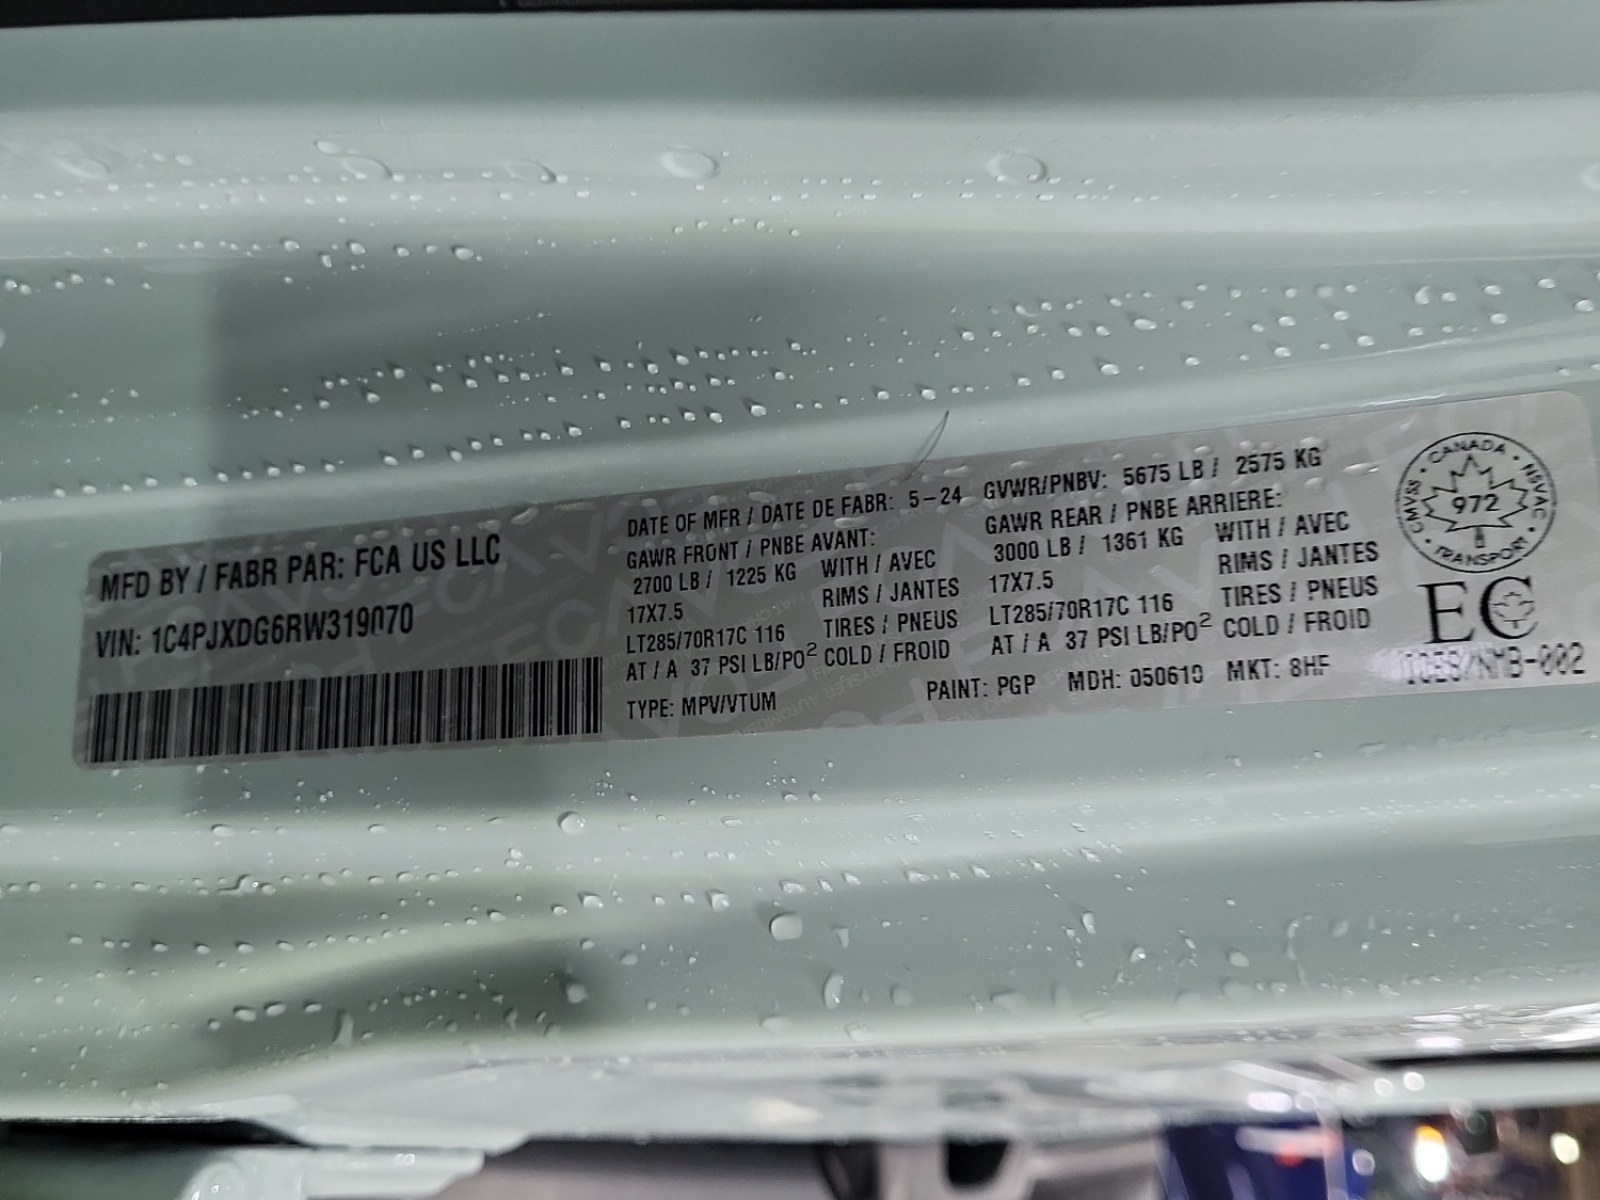 MFD BY / FABR PAR: FCA US LLC
VIN: 1C4PJXDG6RW319070
DATE OF MFR / DATE DE FABR: 5-24
GAWR FRONT / PNBE AVANT:
2700 LB / 1225 KG WITH / AVEC
17X7.5 RIMS / JANTES
LT285/70R17C 116 TIRES / PNEUS
AT / A 37 PSI LB/PO² COLD / FROID
TYPE: MPV/VTUM
GVWR/PNBV: 5675 LB / 2575 KG
GAWR REAR / PNBE ARRIERE:
3000 LB / 1361 KG WITH / AVEC
17X7.5 RIMS / JANTES
LT285/70R17C 116 TIRES / PNEUS
AT / A 37 PSI LB/PO² COLD / FROID
PAINT: PGP MDH: 050619 MKT: 8HF
CMVSS • CANADA • NSVAC • TRANSPORT •
972
EC